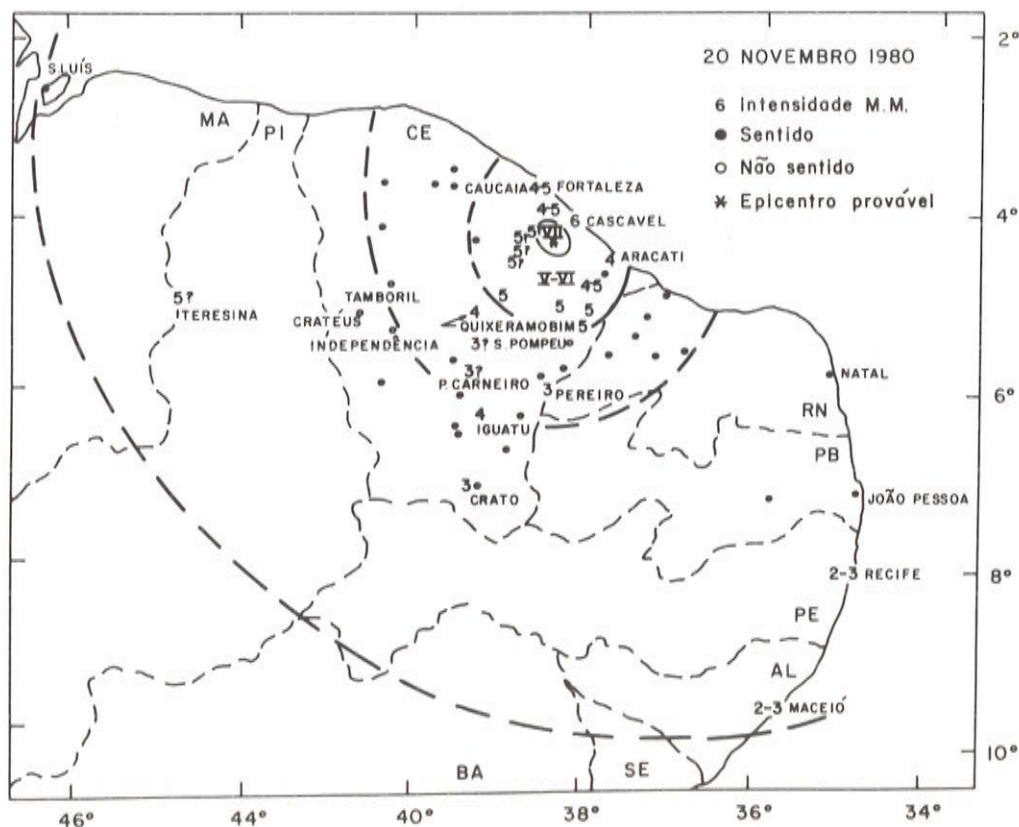 2°
S. LUÍS
20 NOVEMBRO 1980
6 Intensidade M.M.
● Sentido
○ Não sentido
* Epicentro provável
MA
PI
CE
CAUCAIA 4-5 FORTALEZA
4-5
6 CASCAVEL
4°
5? VII
5?
5?
5?
4 ARACATI
V-VI
4-5
5?
TERESINA
TAMBORIL
5
5
5
CRATEUS
4
QUIXERAMOBIM 5
INDEPENDÊNCIA
3? S. POMPEU
3?
P. CARNEIRO
3 PEREIRO
NATAL
6°
4
IGUATU
RN
PB
3
CRATO
JOÃO PESSOA
2-3 RECIFE
8°
PE
AL
2-3 MACEIÓ
10°
BA
SE
46°
44°
42°
40°
38°
36°
34°